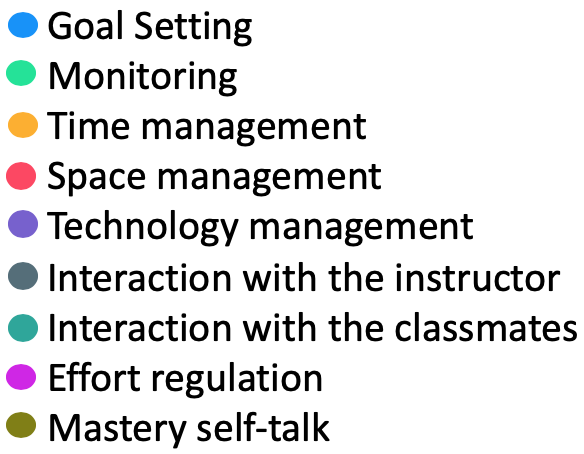 Goal Setting
Monitoring
Time management
Space management
Technology management
Interaction with the instructor
Interaction with the classmates
Effort regulation
Mastery self-talk